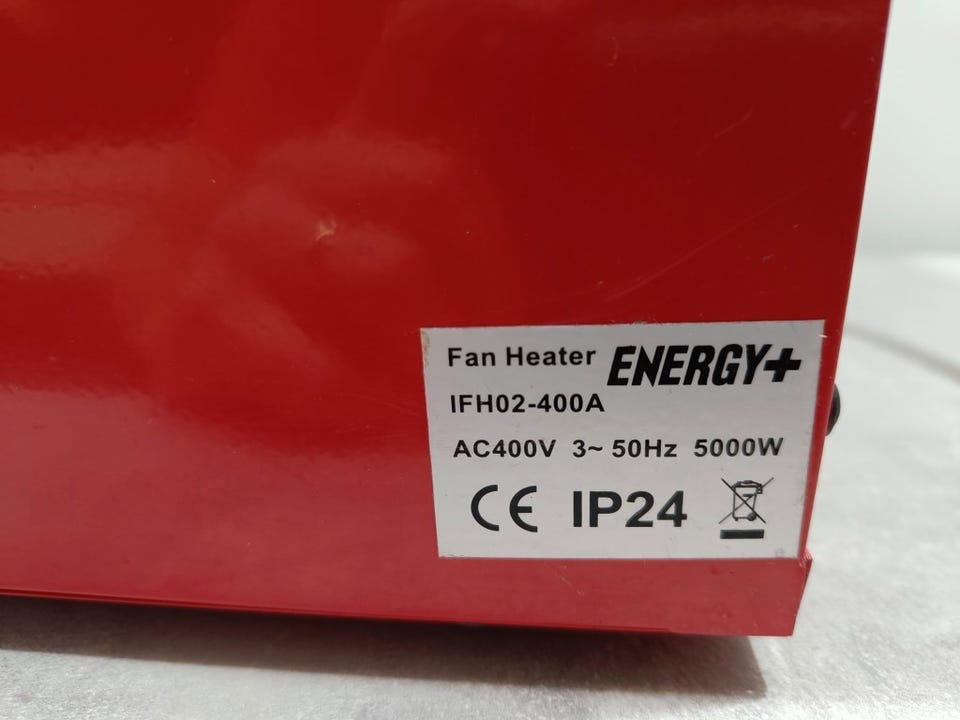 Fan Heater ENERGY+
IFH02-400A
AC400V 3~ 50Hz 5000W
CE IP24